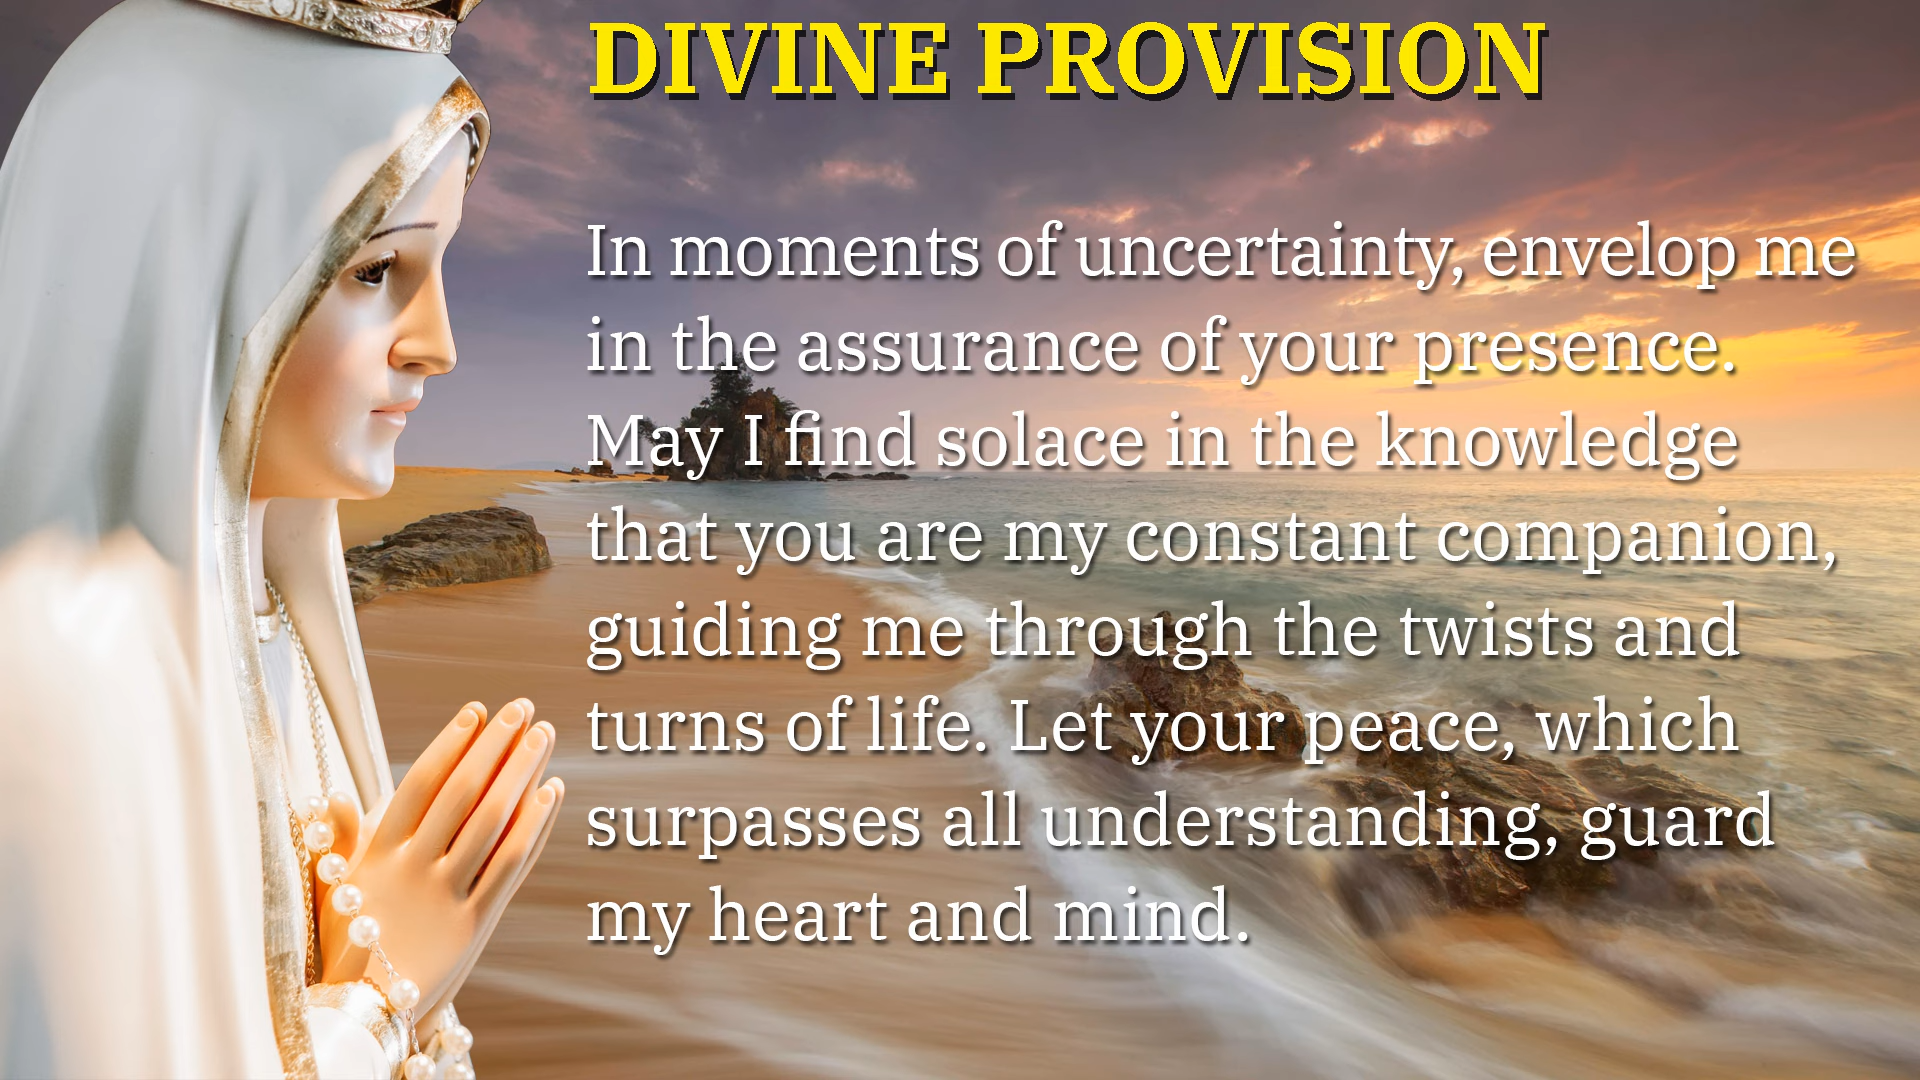 DIVINE PROVISION
In moments of uncertainty, envelop me
in the assurance of your presence.
May I find solace in the knowledge
that you are my constant companion,
guiding me through the twists and
turns of life. Let your peace, which
surpasses all understanding, guard
my heart and mind.